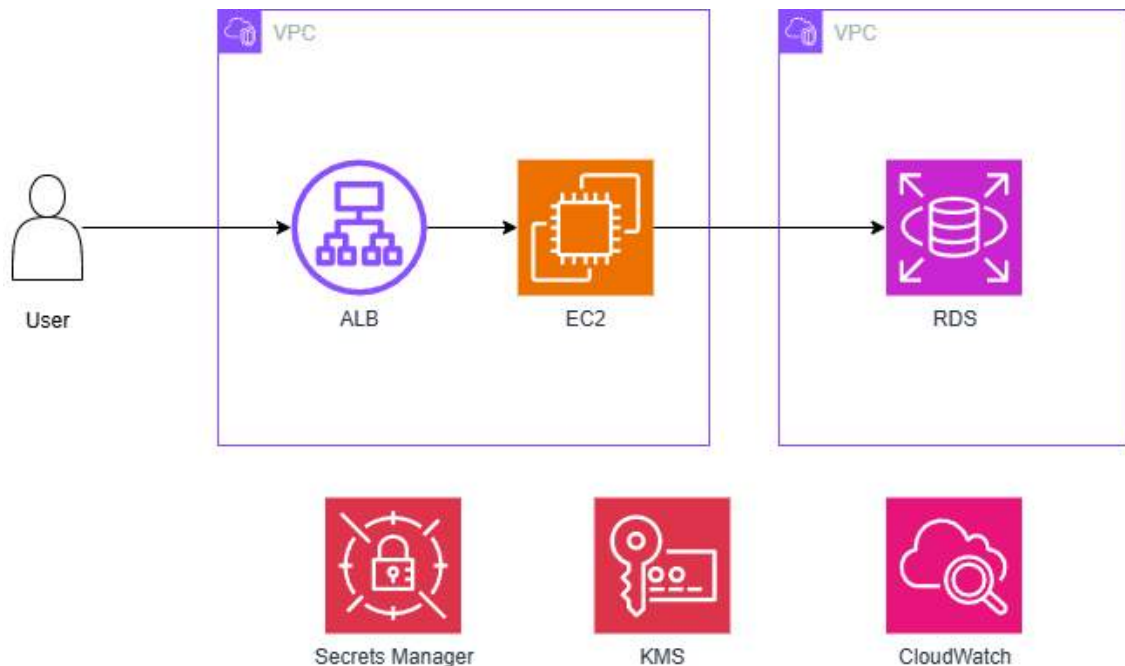 VPC
VPC
User
ALB
EC2
RDS
Secrets Manager
KMS
CloudWatch